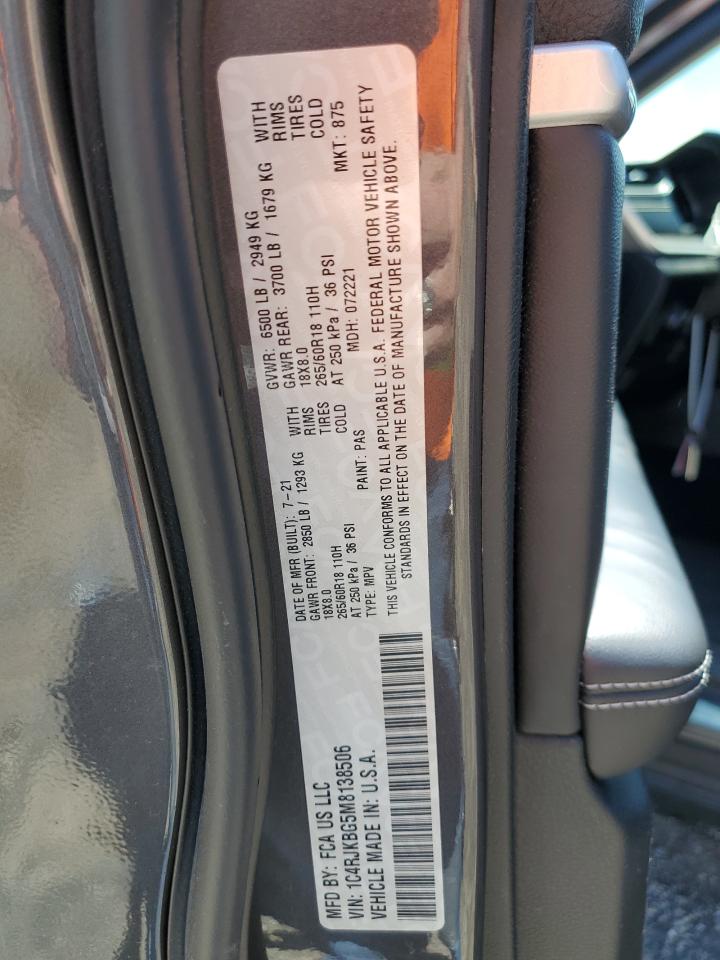 MFD BY: FCA US LLC
DATE OF MFR (BUILT): 7-21
GVWR: 6500 LB / 2949 KG
VIN: 1C4RJKBG5M8138506
GAWR FRONT: 2850 LB / 1293 KG WITH
GAWR REAR: 3700 LB / 1679 KG WITH
VEHICLE MADE IN: U.S.A.
18X8.0 RIMS
18X8.0 RIMS
265/60R18 110H TIRES
265/60R18 110H TIRES
AT 250 kPa / 36 PSI COLD
AT 250 kPa / 36 PSI COLD
TYPE: MPV PAINT: PAS MDH: 072221 MKT: 875
THIS VEHICLE CONFORMS TO ALL APPLICABLE U.S.A. FEDERAL MOTOR VEHICLE SAFETY
STANDARDS IN EFFECT ON THE DATE OF MANUFACTURE SHOWN ABOVE.